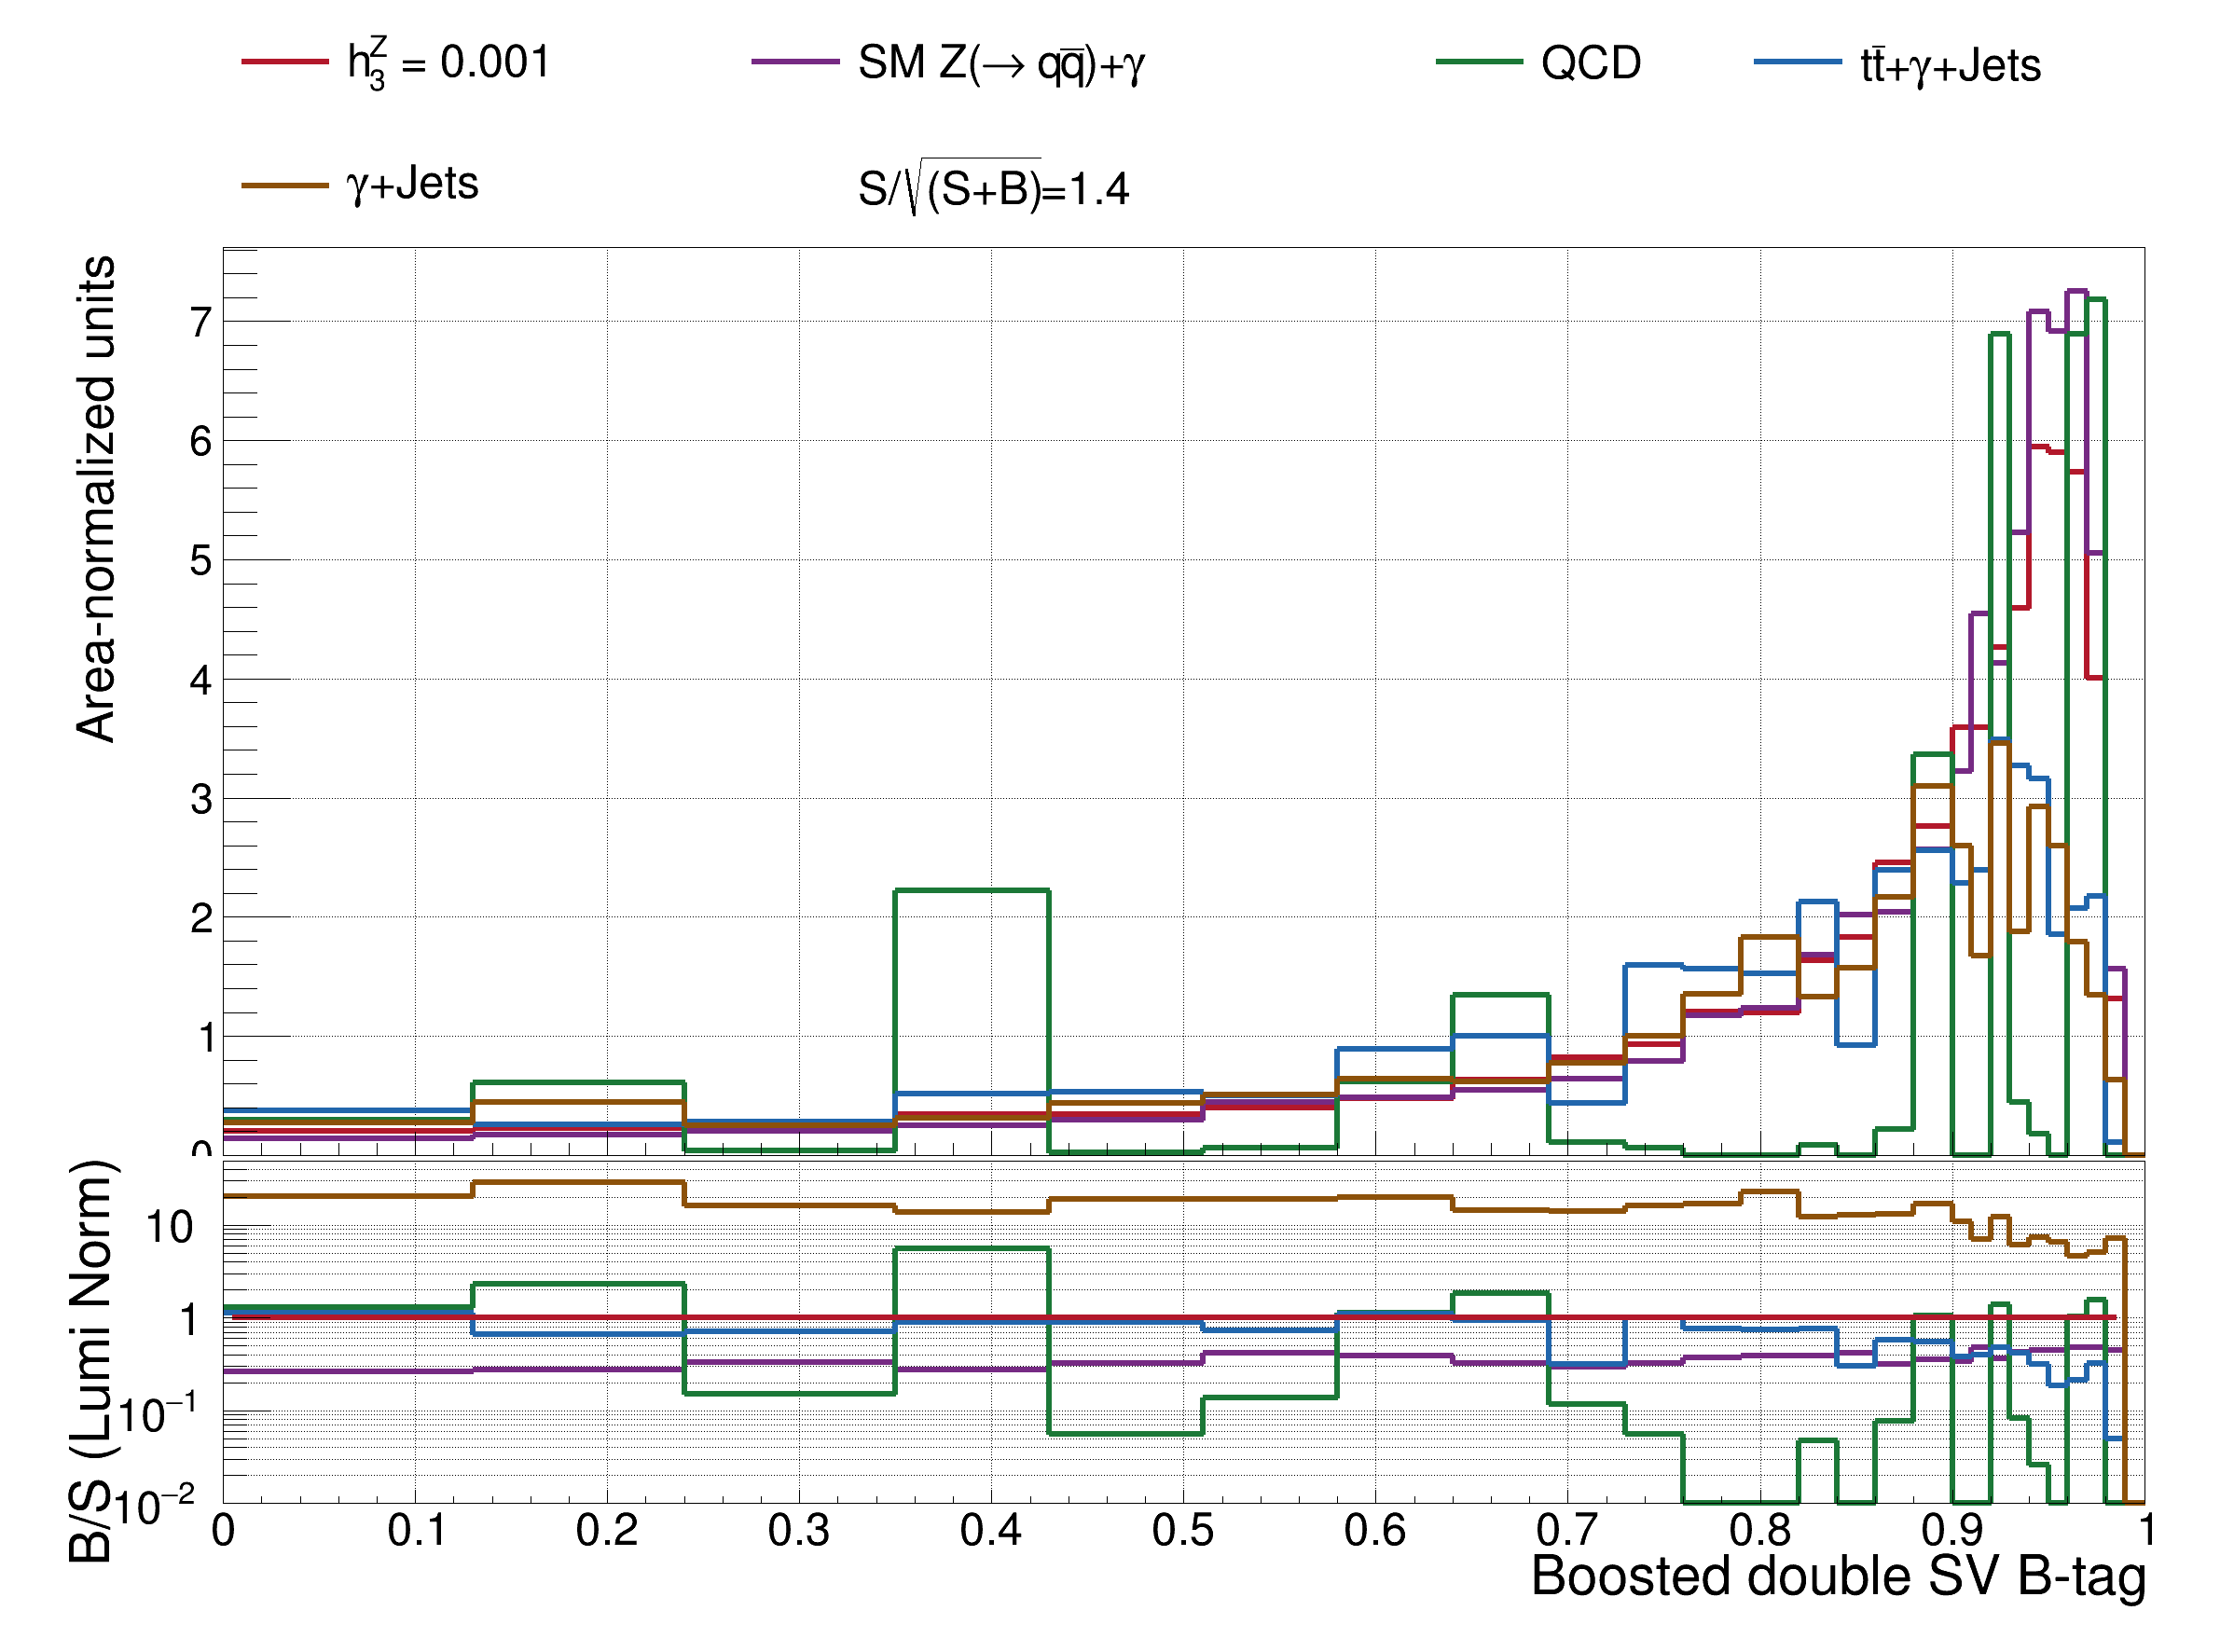 h₃ᶻ = 0.001
SM Z(→ qq̅)+γ
QCD
tt̅+γ+Jets
γ+Jets
S/√(S+B)=1.4
Area-normalized units
7
6
5
4
3
2
1
0
B/S (Lumi Norm)
10
1
10⁻¹
10⁻²
0 0.1 0.2 0.3 0.4 0.5 0.6 0.7 0.8 0.9 1
Boosted double SV B-tag